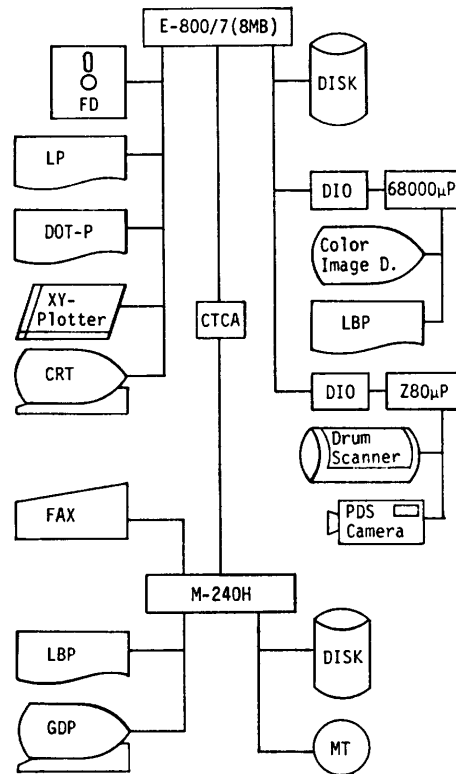 E-800/7(8MB)
FD
DISK
LP
DIO
68000μP
DOT-P
Color
Image D.
XY-
Plotter
CTCA
LBP
CRT
DIO
Z80μP
Drum
Scanner
FAX
PDS
Camera
M-240H
LBP
DISK
GDP
MT